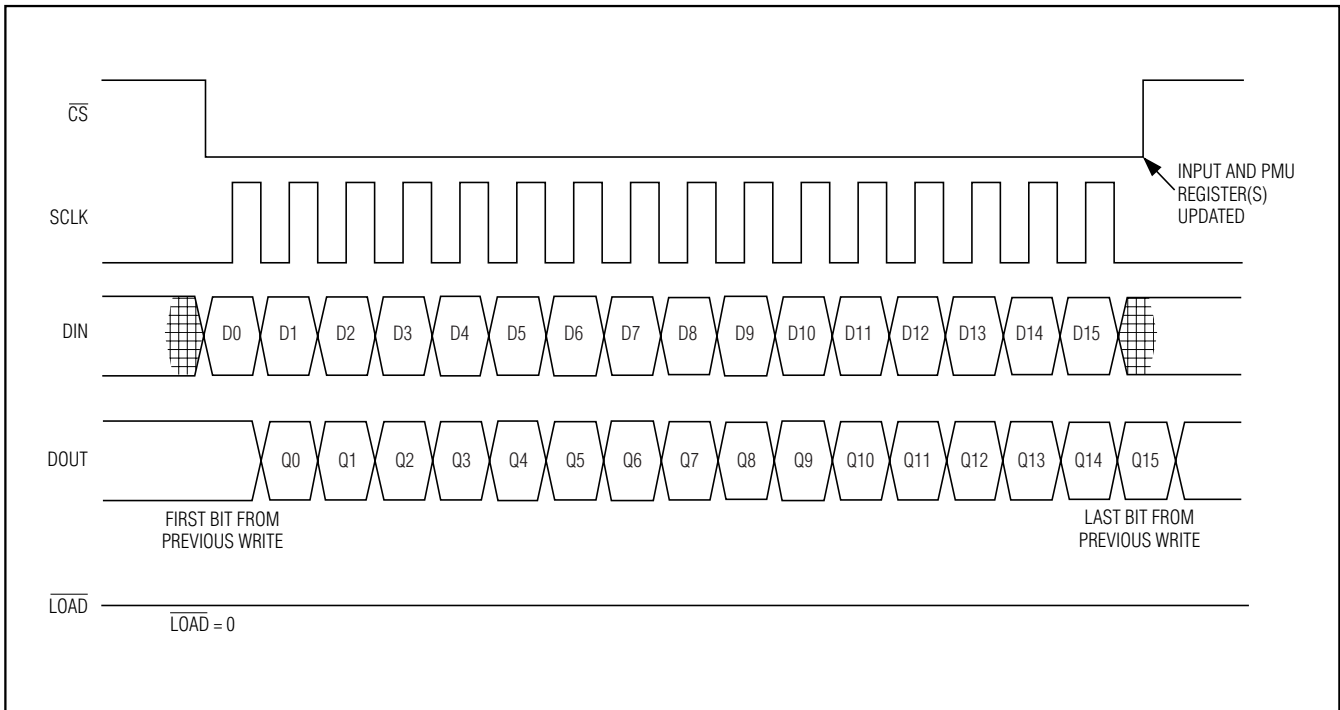 CS
INPUT AND PMU
REGISTER(S)
UPDATED
SCLK
DIN
D0 D1 D2 D3 D4 D5 D6 D7 D8 D9 D10 D11 D12 D13 D14 D15
DOUT
Q0 Q1 Q2 Q3 Q4 Q5 Q6 Q7 Q8 Q9 Q10 Q11 Q12 Q13 Q14 Q15
FIRST BIT FROM
PREVIOUS WRITE
LAST BIT FROM
PREVIOUS WRITE
LOAD
LOAD = 0